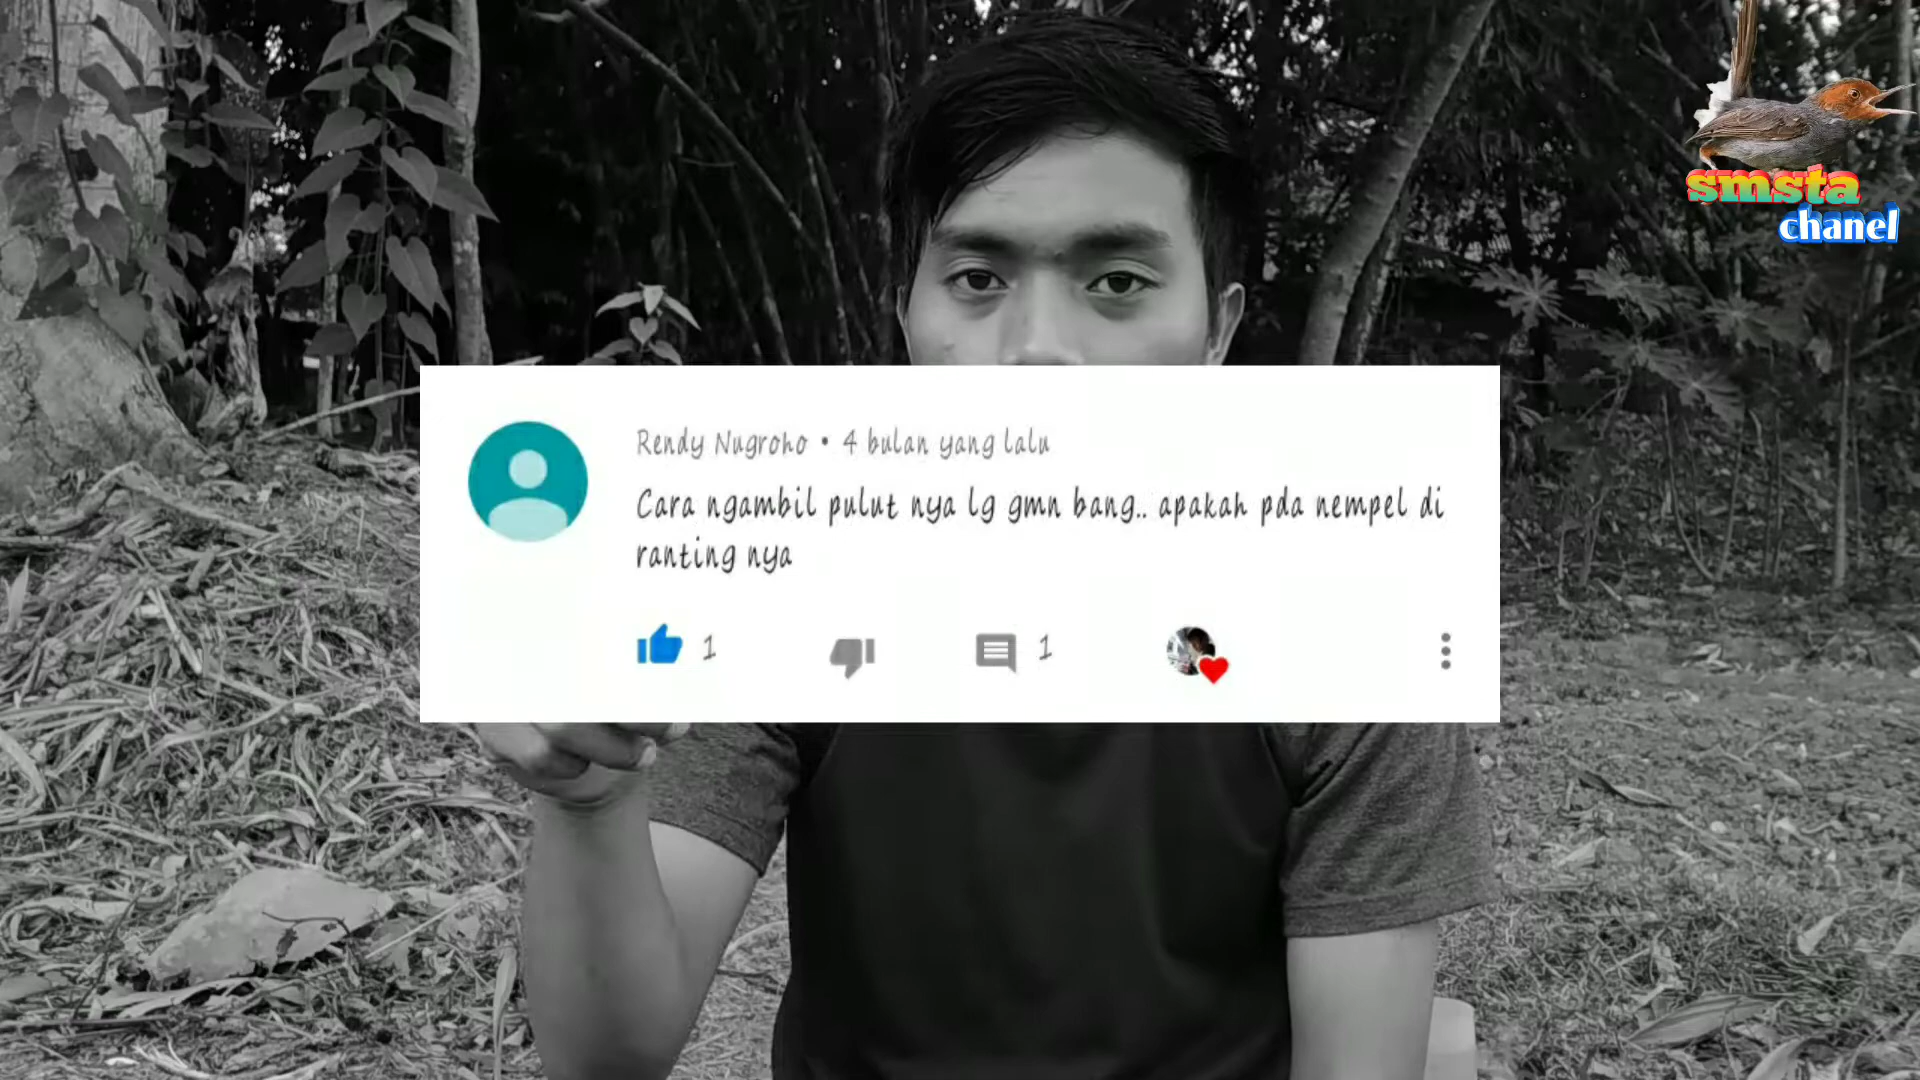 smsta
chanel
Rendy Nugroho • 4 bulan yang lalu
Cara ngambil pulut nya lg gmn bang.. apakah pda nempel di
ranting nya
1
1